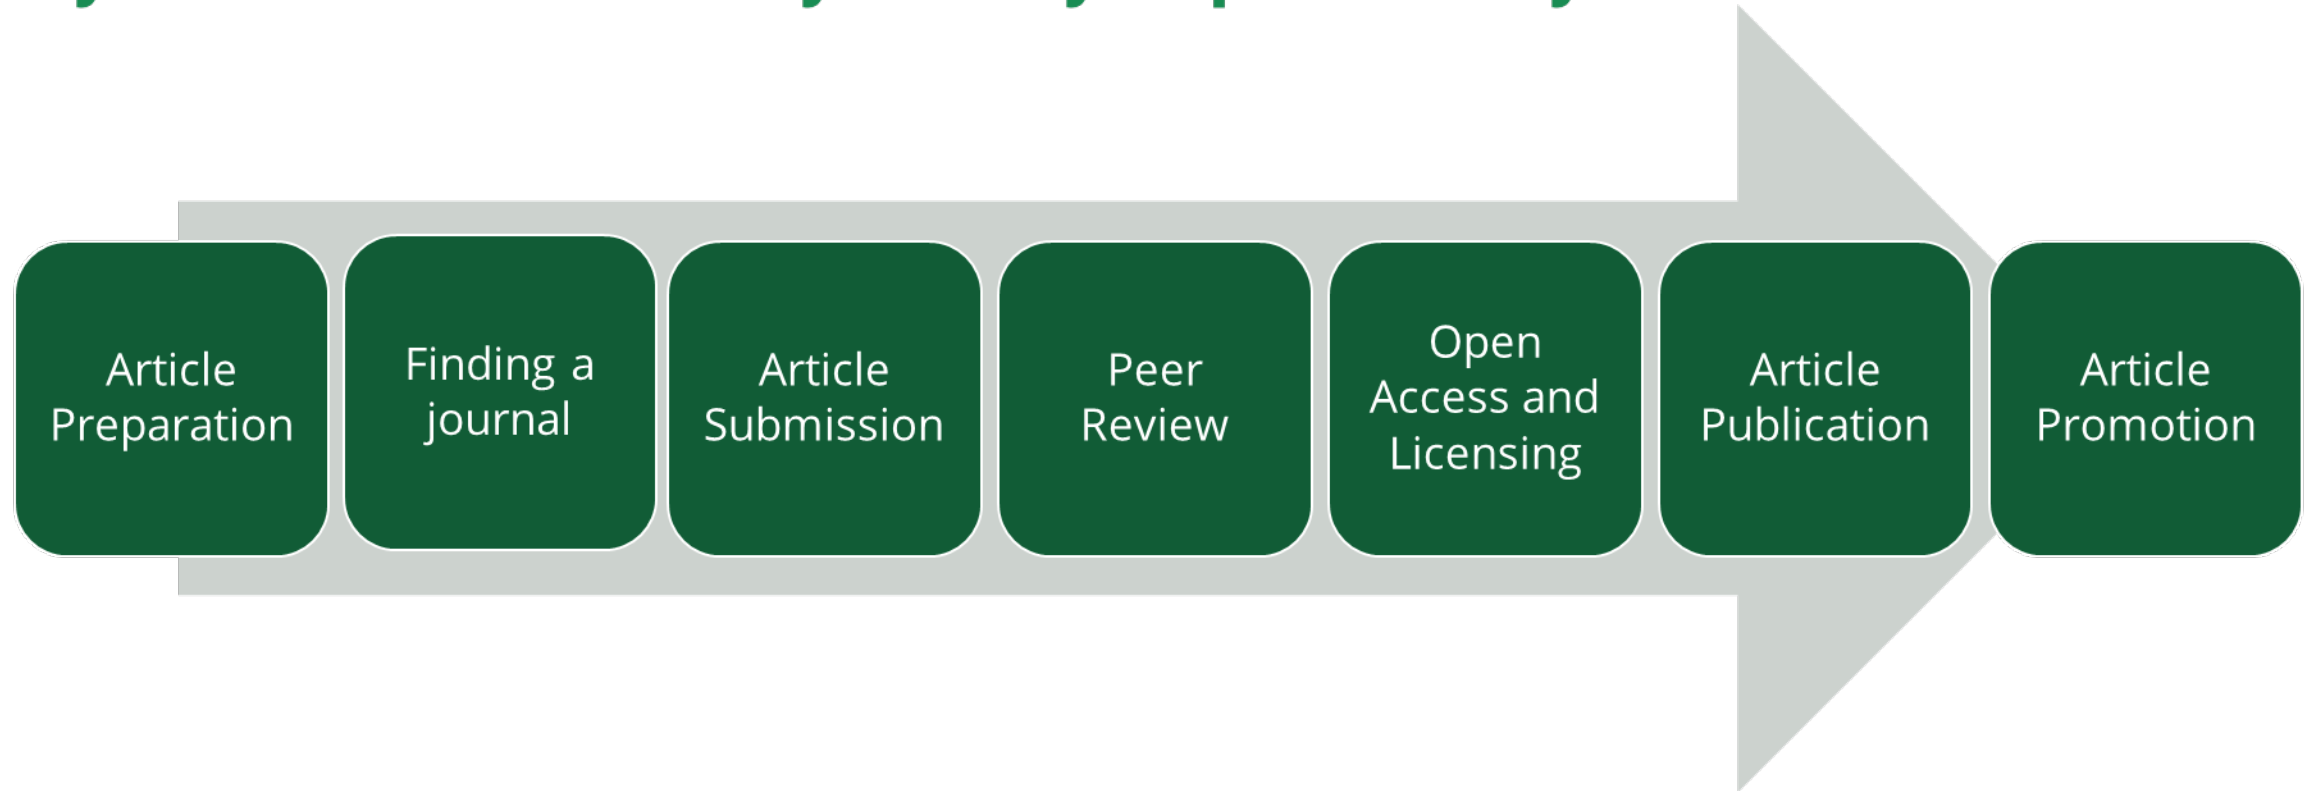 Article
Preparation
Finding a
journal
Article
Submission
Peer
Review
Open
Access and
Licensing
Article
Publication
Article
Promotion